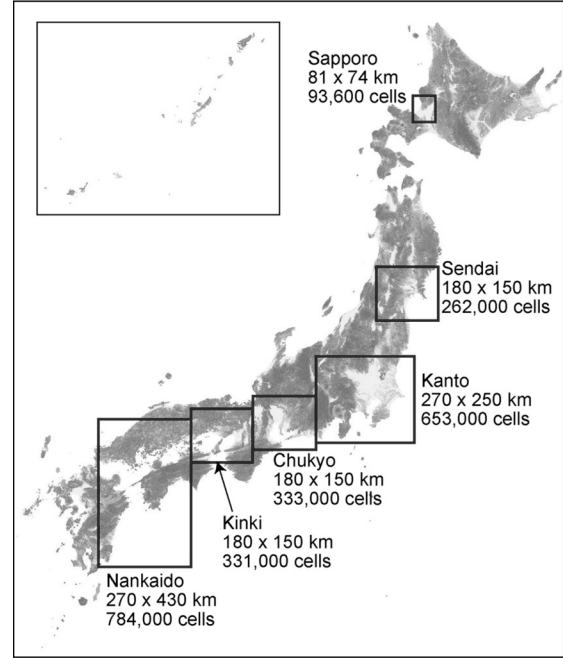 Sapporo
81 x 74 km
93,600 cells
Sendai
180 x 150 km
262,000 cells
Kanto
270 x 250 km
653,000 cells
Chukyo
180 x 150 km
333,000 cells
Kinki
180 x 150 km
331,000 cells
Nankaido
270 x 430 km
784,000 cells